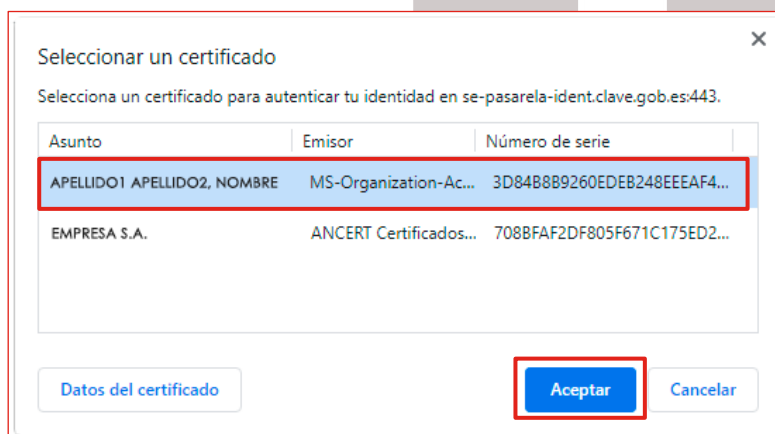 Seleccionar un certificado
Selecciona un certificado para autenticar tu identidad en se-pasarela-ident.clave.gob.es:443.
Asunto Emisor Número de serie
APELLIDO1 APELLIDO2, NOMBRE MS-Organization-Ac... 3D84B8B9260EDEB248EEEAF4...
EMPRESA S.A. ANCERT Certificados... 708BFAF2DF805F671C175ED2...
Datos del certificado Aceptar Cancelar